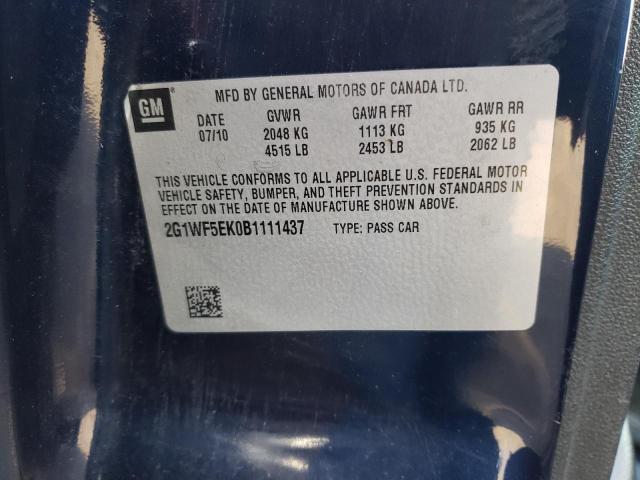 GM
MFD BY GENERAL MOTORS OF CANADA LTD.
DATE GVWR GAWR FRT GAWR RR
07/10 2048 KG 1113 KG 935 KG
4515 LB 2453 LB 2062 LB
THIS VEHICLE CONFORMS TO ALL APPLICABLE U.S. FEDERAL MOTOR
VEHICLE SAFETY, BUMPER, AND THEFT PREVENTION STANDARDS IN
EFFECT ON THE DATE OF MANUFACTURE SHOWN ABOVE.
2G1WF5EK0B1111437 TYPE: PASS CAR